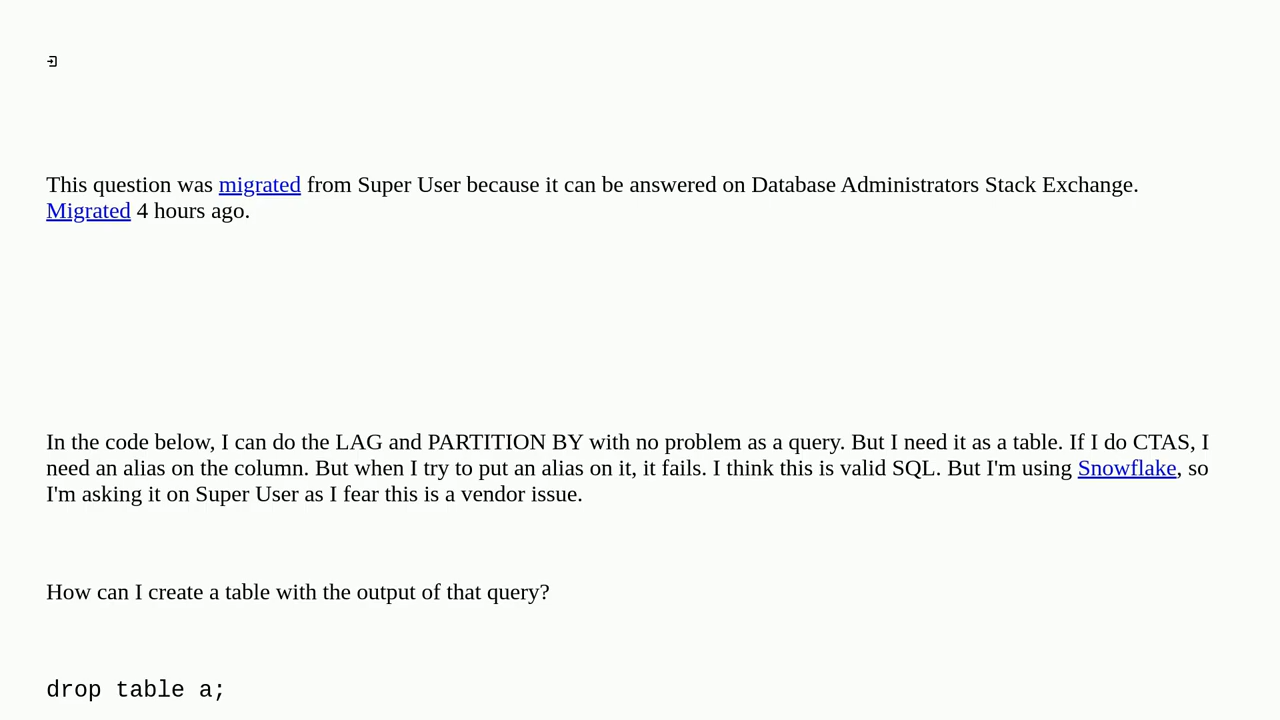 This question was migrated from Super User because it can be answered on Database Administrators Stack Exchange.
Migrated 4 hours ago.
In the code below, I can do the LAG and PARTITION BY with no problem as a query. But I need it as a table. If I do CTAS, I
need an alias on the column. But when I try to put an alias on it, it fails. I think this is valid SQL. But I'm using Snowflake, so
I'm asking it on Super User as I fear this is a vendor issue.
How can I create a table with the output of that query?
drop table a;